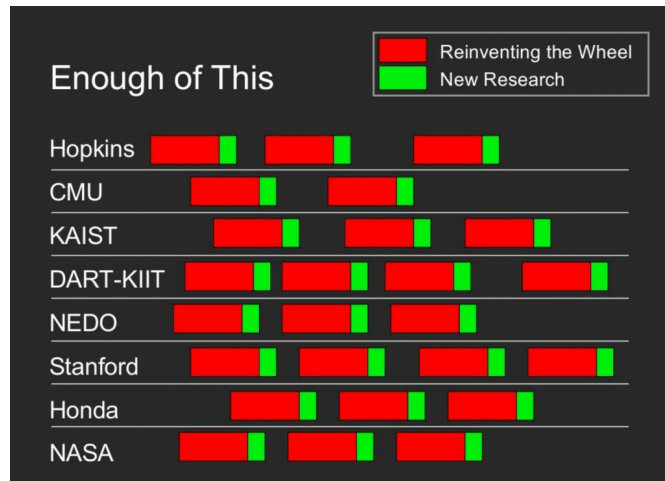 Enough of This
Reinventing the Wheel
New Research
Hopkins
CMU
KAIST
DART-KIIT
NEDO
Stanford
Honda
NASA